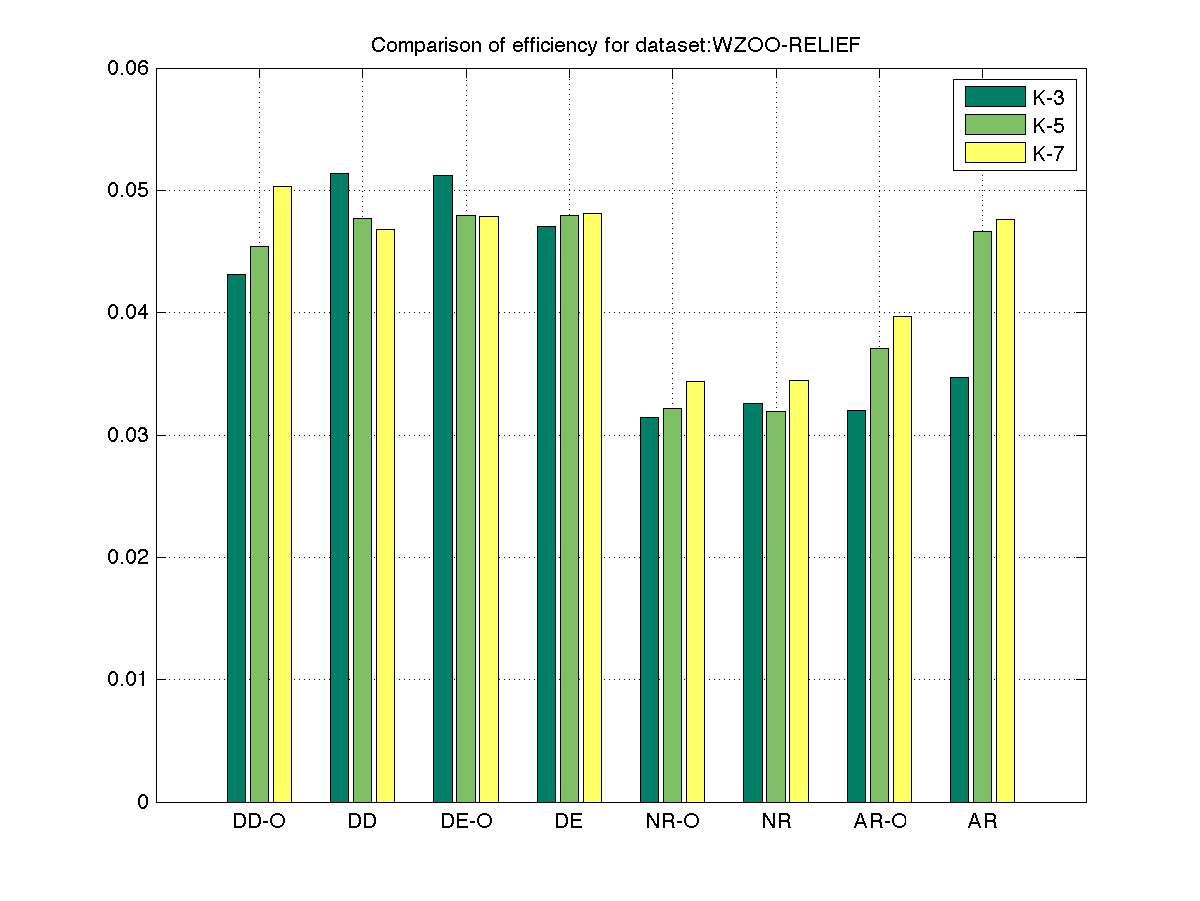 Comparison of efficiency for dataset:WZOO-RELIEF
0.06
K-3
K-5
K-7
0.05
0.04
0.03
0.02
0.01
0
DD-O DD DE-O DE NR-O NR AR-O AR